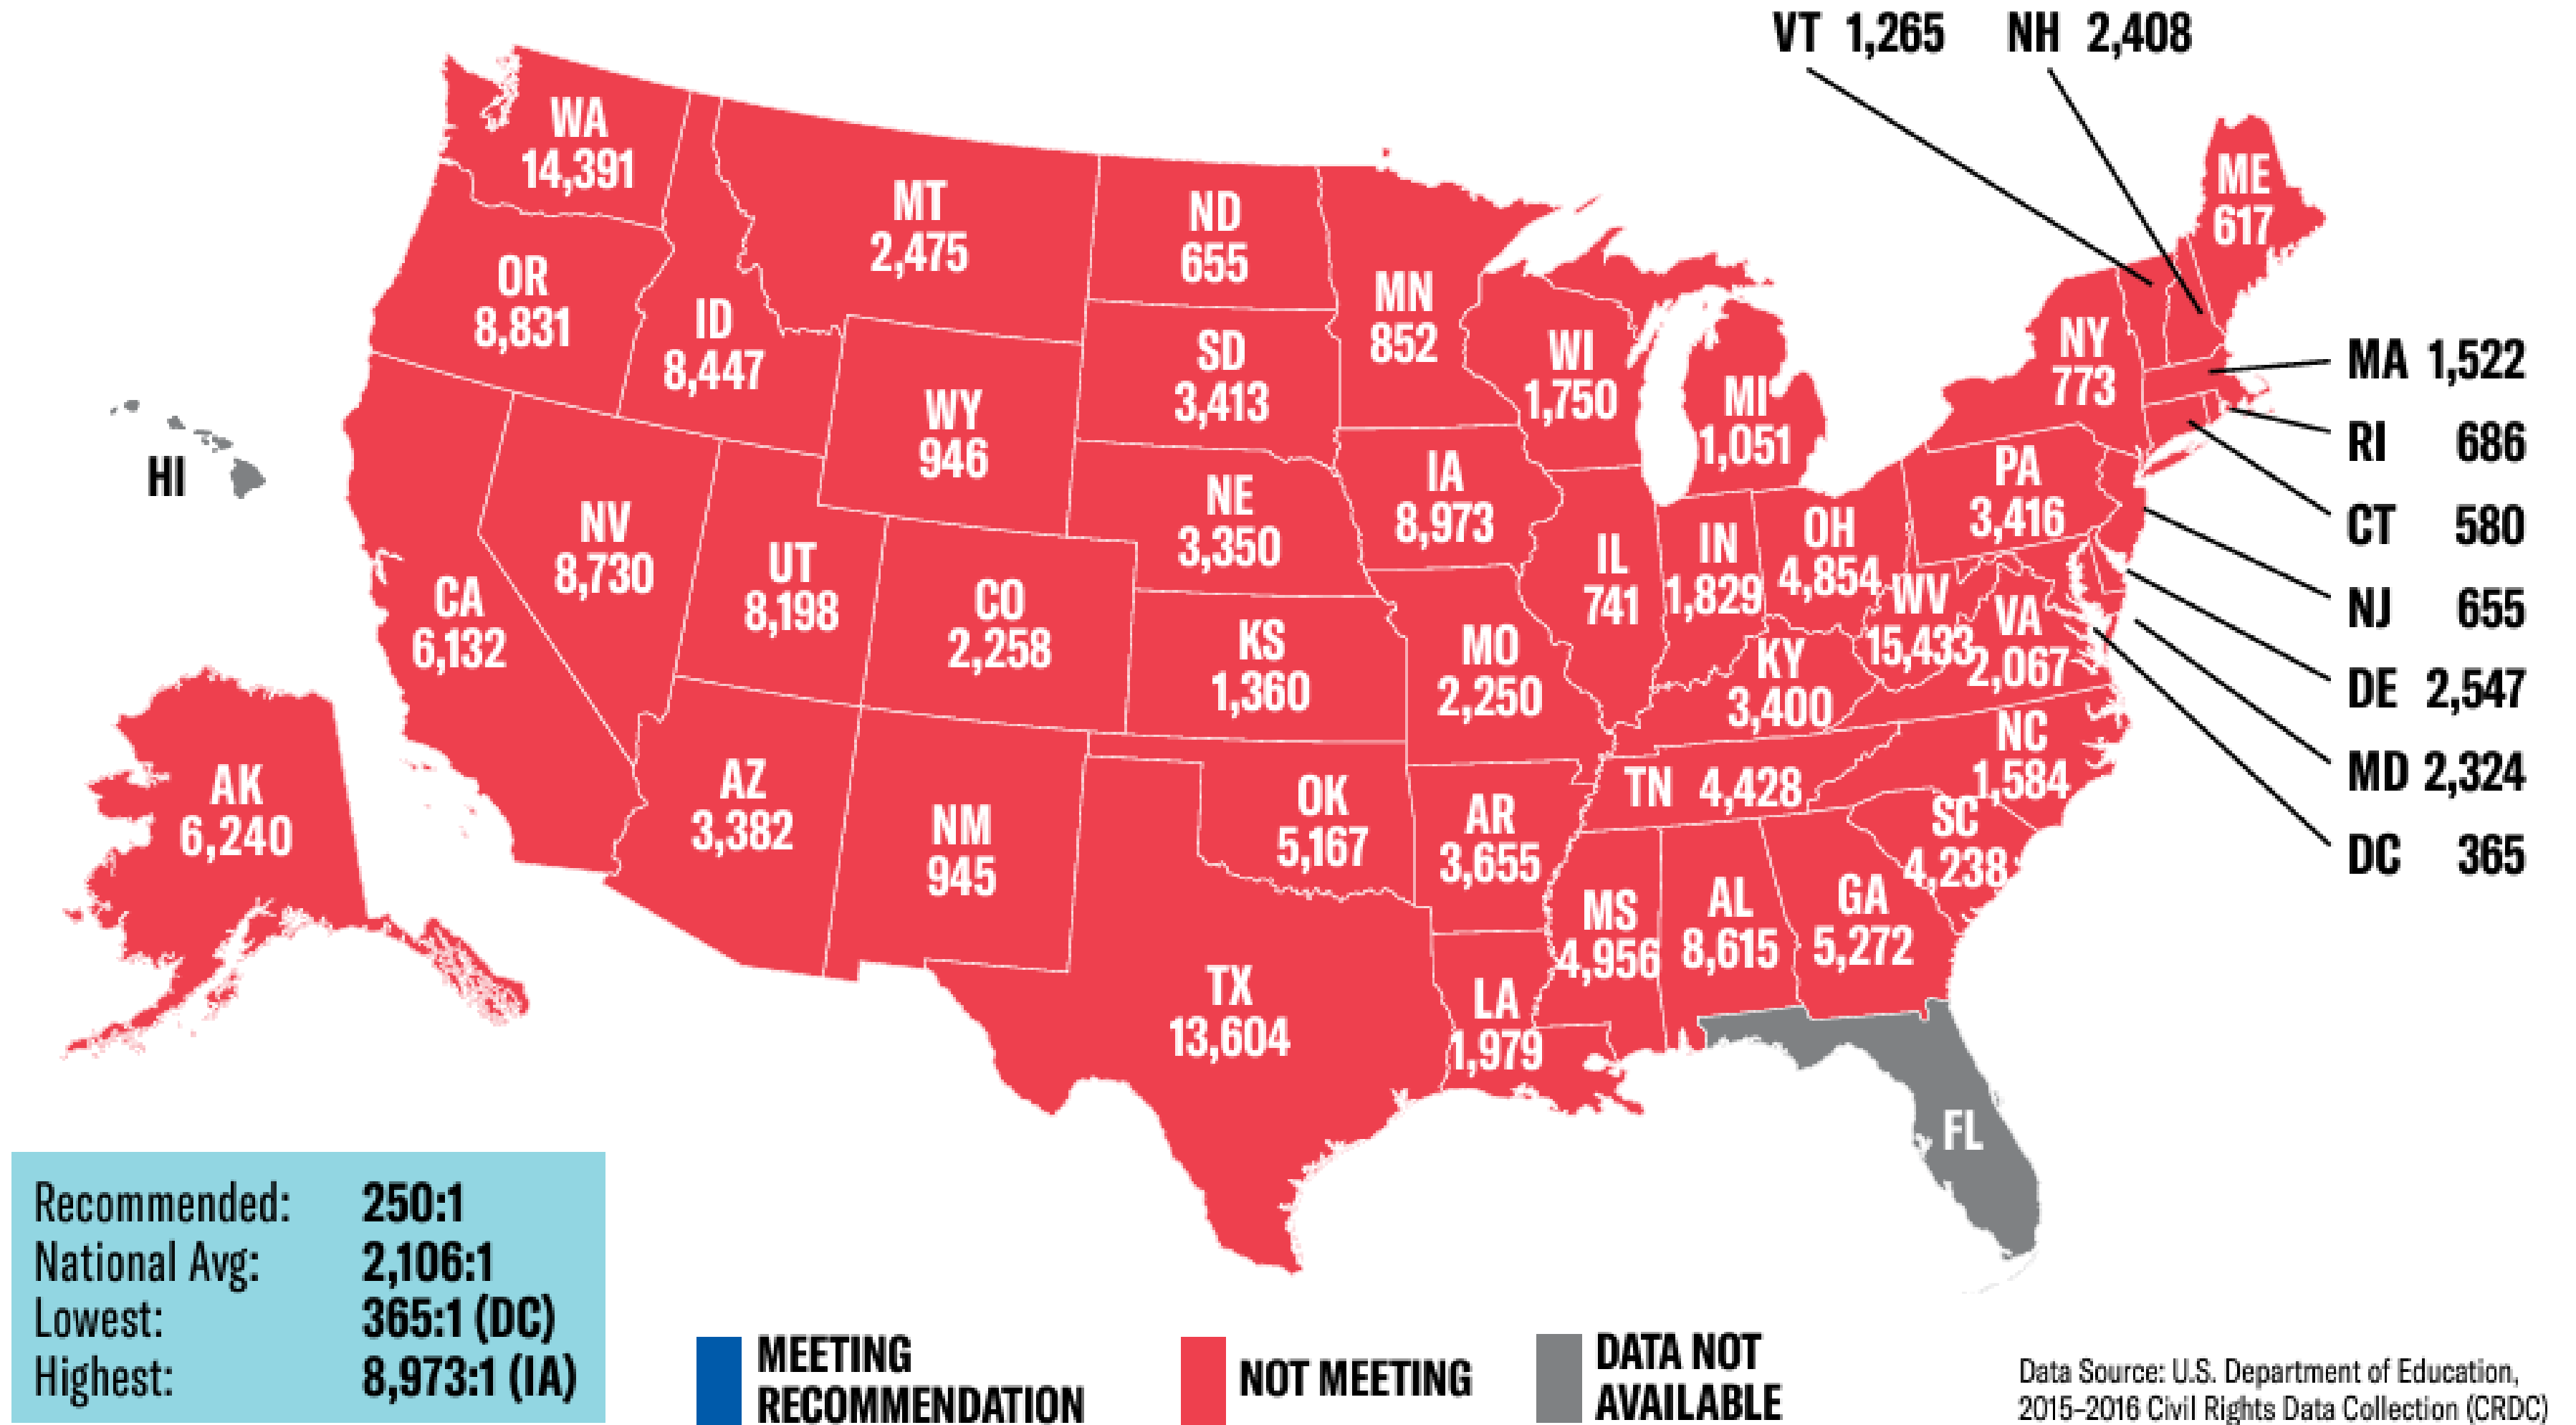 VT 1,265 NH 2,408
WA
14,391
MT
2,475
ND
655
ME
617
OR
8,831
ID
8,447
MN
852
SD
3,413
WI
1,750
NY
773
MA 1,522
MI
1,051
WY
946
RI 686
HI
IA
8,973
PA
3,416
NE
3,350
CT 580
NV
8,730
UT
8,198
IL
741
IN
1,829
OH
4,854
NJ 655
CA
6,132
CO
2,258
KS
1,360
MO
2,250
WV
15,433
VA
2,067
KY
3,400
DE 2,547
NC
1,584
MD 2,324
AK
6,240
AZ
3,382
NM
945
OK
5,167
AR
3,655
TN 4,428
SC
4,238
DC 365
MS
4,956
AL
8,615
GA
5,272
TX
13,604
LA
1,979
FL
Recommended: 250:1
National Avg: 2,106:1
Lowest: 365:1 (DC)
Highest: 8,973:1 (IA)
MEETING
RECOMMENDATION
NOT MEETING
DATA NOT
AVAILABLE
Data Source: U.S. Department of Education,
2015–2016 Civil Rights Data Collection (CRDC)